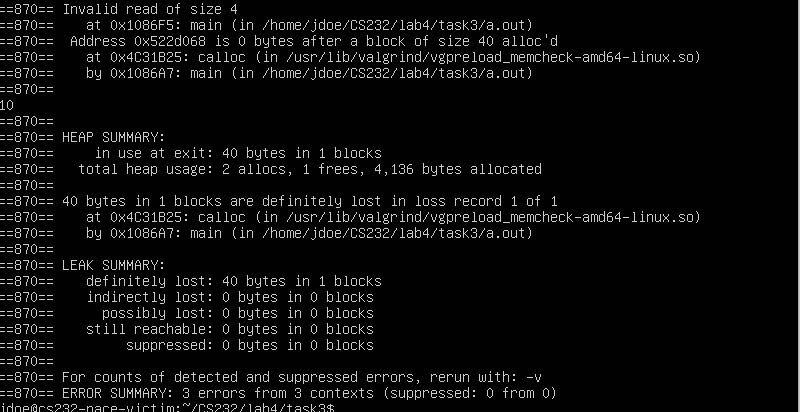 ==870== Invalid read of size 4
==870==    at 0x1086F5: main (in /home/jdoe/CS232/lab4/task3/a.out)
==870==  Address 0x522d068 is 0 bytes after a block of size 40 alloc'd
==870==    at 0x4C31B25: calloc (in /usr/lib/valgrind/vgpreload_memcheck-amd64-linux.so)
==870==    by 0x1086A7: main (in /home/jdoe/CS232/lab4/task3/a.out)
==870==
10
==870==
==870== HEAP SUMMARY:
==870==     in use at exit: 40 bytes in 1 blocks
==870==   total heap usage: 2 allocs, 1 frees, 4,136 bytes allocated
==870==
==870== 40 bytes in 1 blocks are definitely lost in loss record 1 of 1
==870==    at 0x4C31B25: calloc (in /usr/lib/valgrind/vgpreload_memcheck-amd64-linux.so)
==870==    by 0x1086A7: main (in /home/jdoe/CS232/lab4/task3/a.out)
==870==
==870== LEAK SUMMARY:
==870==    definitely lost: 40 bytes in 1 blocks
==870==    indirectly lost: 0 bytes in 0 blocks
==870==      possibly lost: 0 bytes in 0 blocks
==870==    still reachable: 0 bytes in 0 blocks
==870==         suppressed: 0 bytes in 0 blocks
==870==
==870== For counts of detected and suppressed errors, rerun with: -v
==870== ERROR SUMMARY: 3 errors from 3 contexts (suppressed: 0 from 0)
jdoe@cs232-nace-victim:~/CS232/lab4/task3$